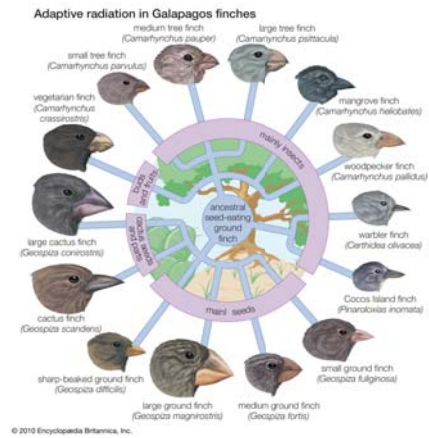 Adaptive radiation in Galapagos finches
medium tree finch
(Camarhynchus pauper)
large tree finch
(Camarhynchus psittacula)
small tree finch
(Camarhynchus parvulus)
mangrove finch
(Camarhynchus heliobates)
vegetarian finch
(Camarhynchus
crassirostris)
woodpecker finch
(Camarhynchus pallidus)
mainly insects
buds
and fruits
ancestral
seed-eating
ground
finch
cactus seeds
and parts
mainl seeds
large cactus finch
(Geospiza conirostris)
warbler finch
(Certhidea olivacea)
Cocos Island finch
(Pinaroloxias inornata)
cactus finch
(Geospiza scandens)
small ground finch
(Geospiza fuliginosa)
sharp-beaked ground finch
(Geospiza difficilis)
large ground finch
(Geospiza magnirostris)
medium ground finch
(Geospiza fortis)
© 2010 Encyclopædia Britannica, Inc.